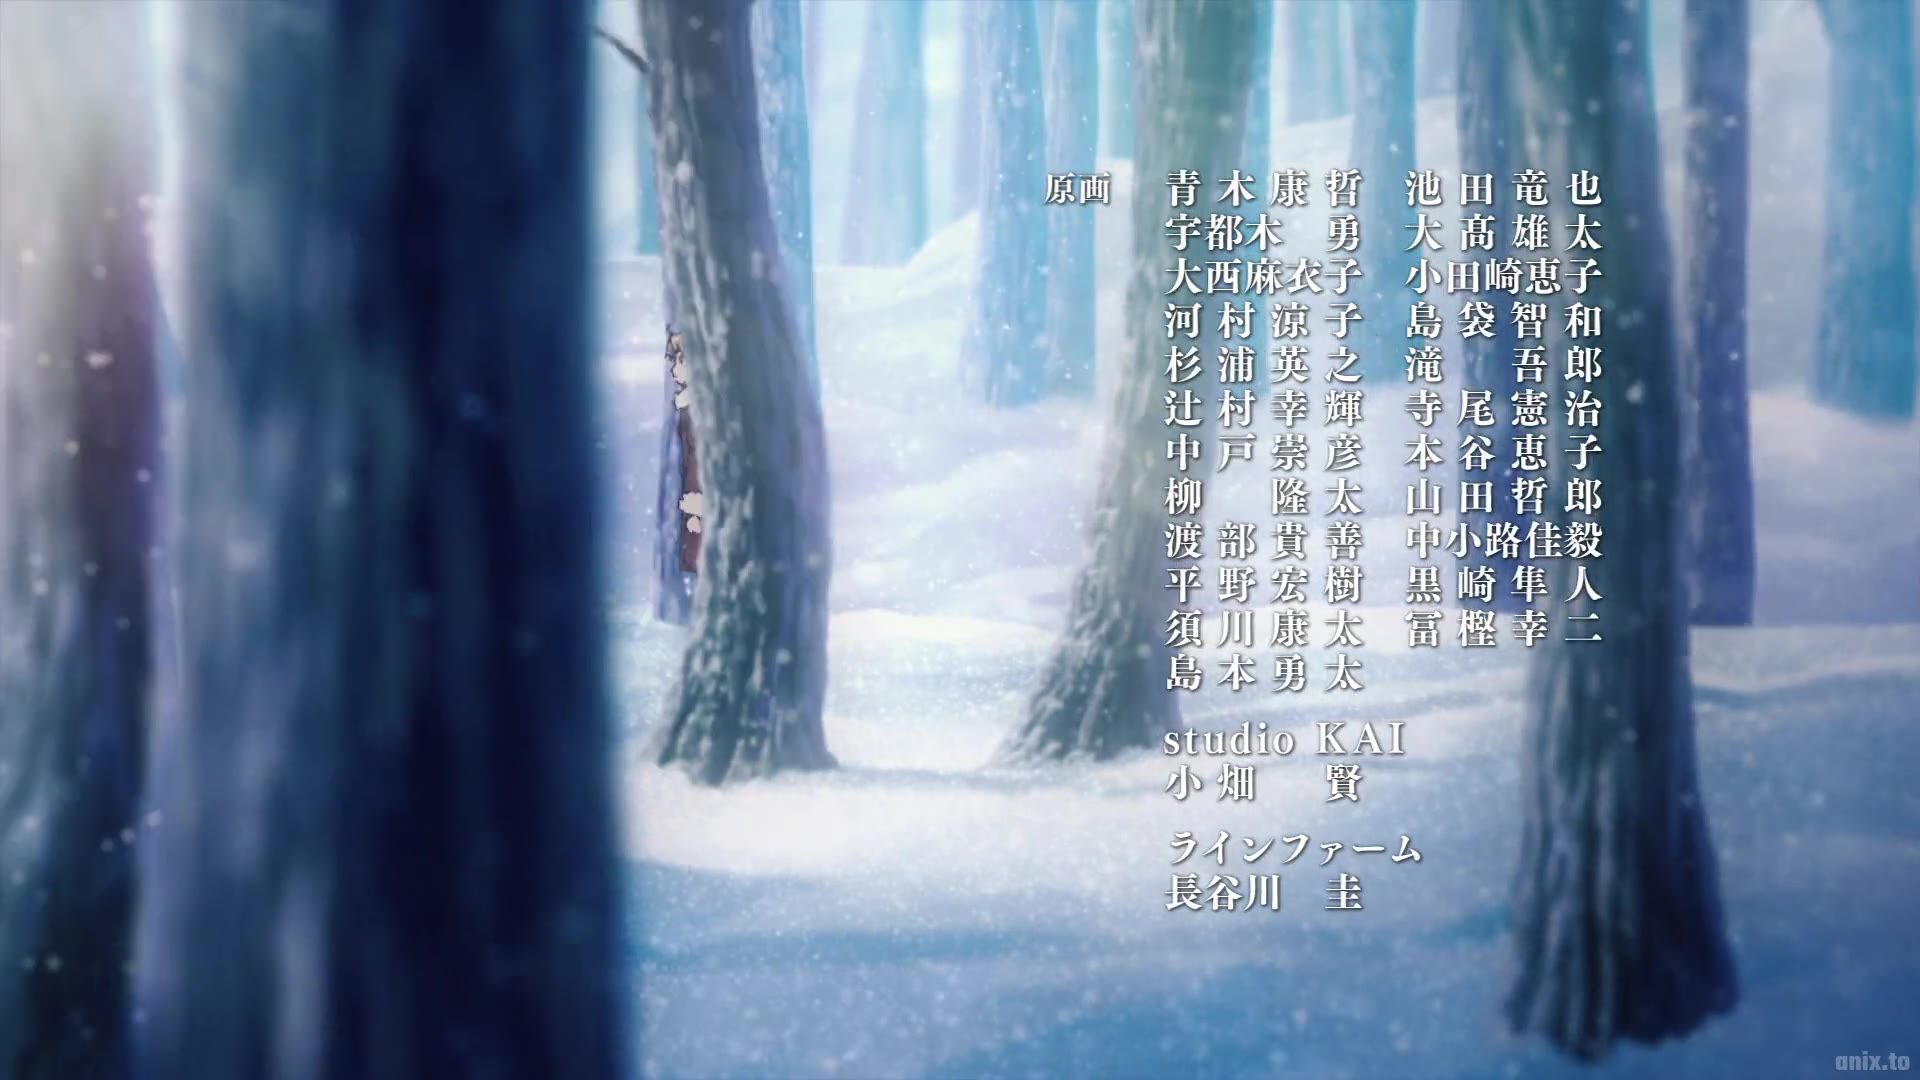 原画 青木康哲 池田竜也
宇都木 勇 大髙雄太
大西麻衣子 小田崎恵子
河村涼子 島袋智和
杉浦英之 滝 吾郎
辻村幸輝 寺尾憲治
中戸崇彦 本谷恵子
柳 隆太 山田哲郎
渡部貴善 中小路佳毅
平野宏樹 黒崎隼人
須川康太 冨樫幸二
島本勇太
studio KAI
小畑 賢
ラインファーム
長谷川 圭
anix.to